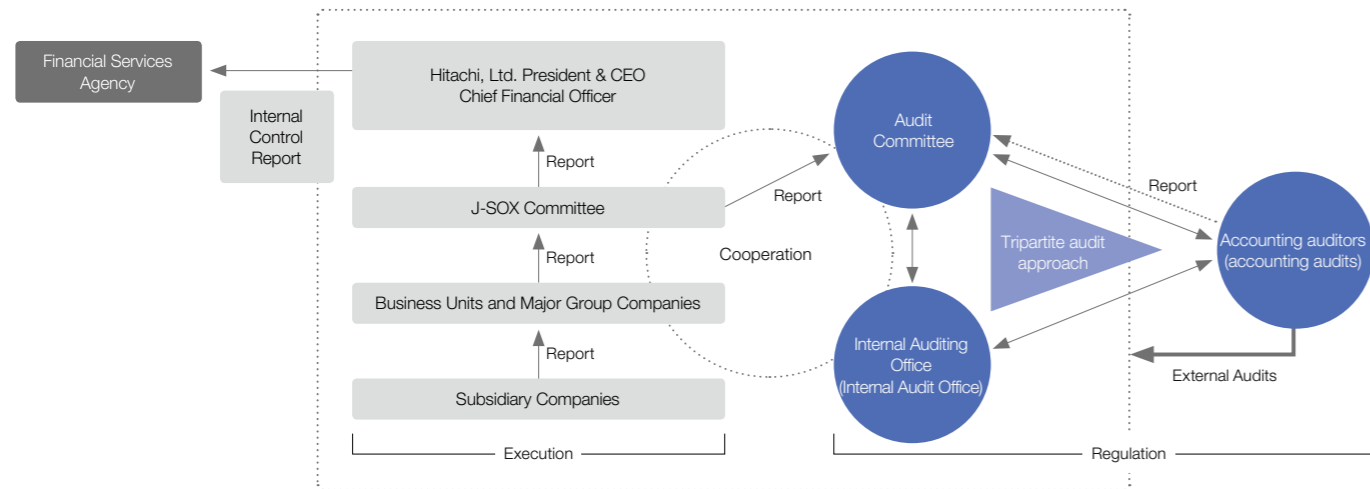 Financial Services
Agency
Internal
Control
Report
Hitachi, Ltd. President & CEO
Chief Financial Officer
Report
J-SOX Committee
Report
Business Units and Major Group Companies
Report
Subsidiary Companies
Execution
Report
Cooperation
Audit
Committee
Internal Auditing
Office
(Internal Audit Office)
Tripartite audit
approach
Report
Accounting auditors
(accounting audits)
External Audits
Regulation